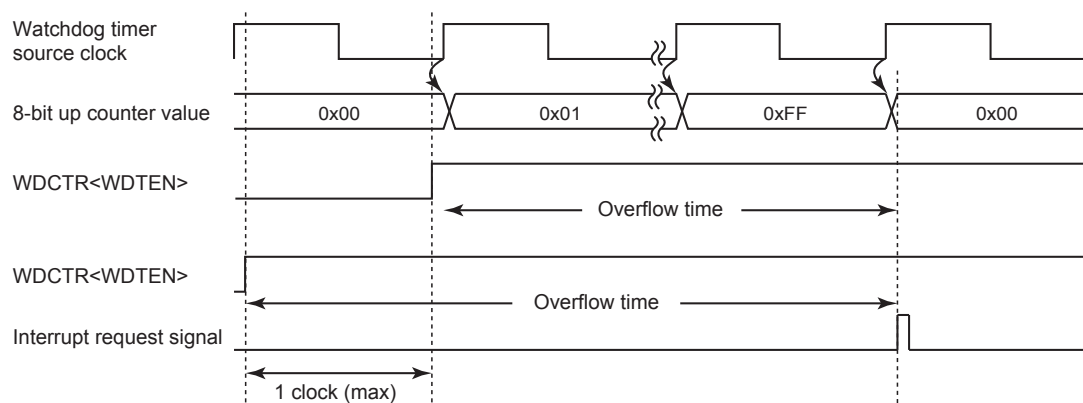 Watchdog timer
source clock
8-bit up counter value
0x00
0x01
0xFF
0x00
WDCTR<WDTEN>
Overflow time
WDCTR<WDTEN>
Overflow time
Interrupt request signal
1 clock (max)